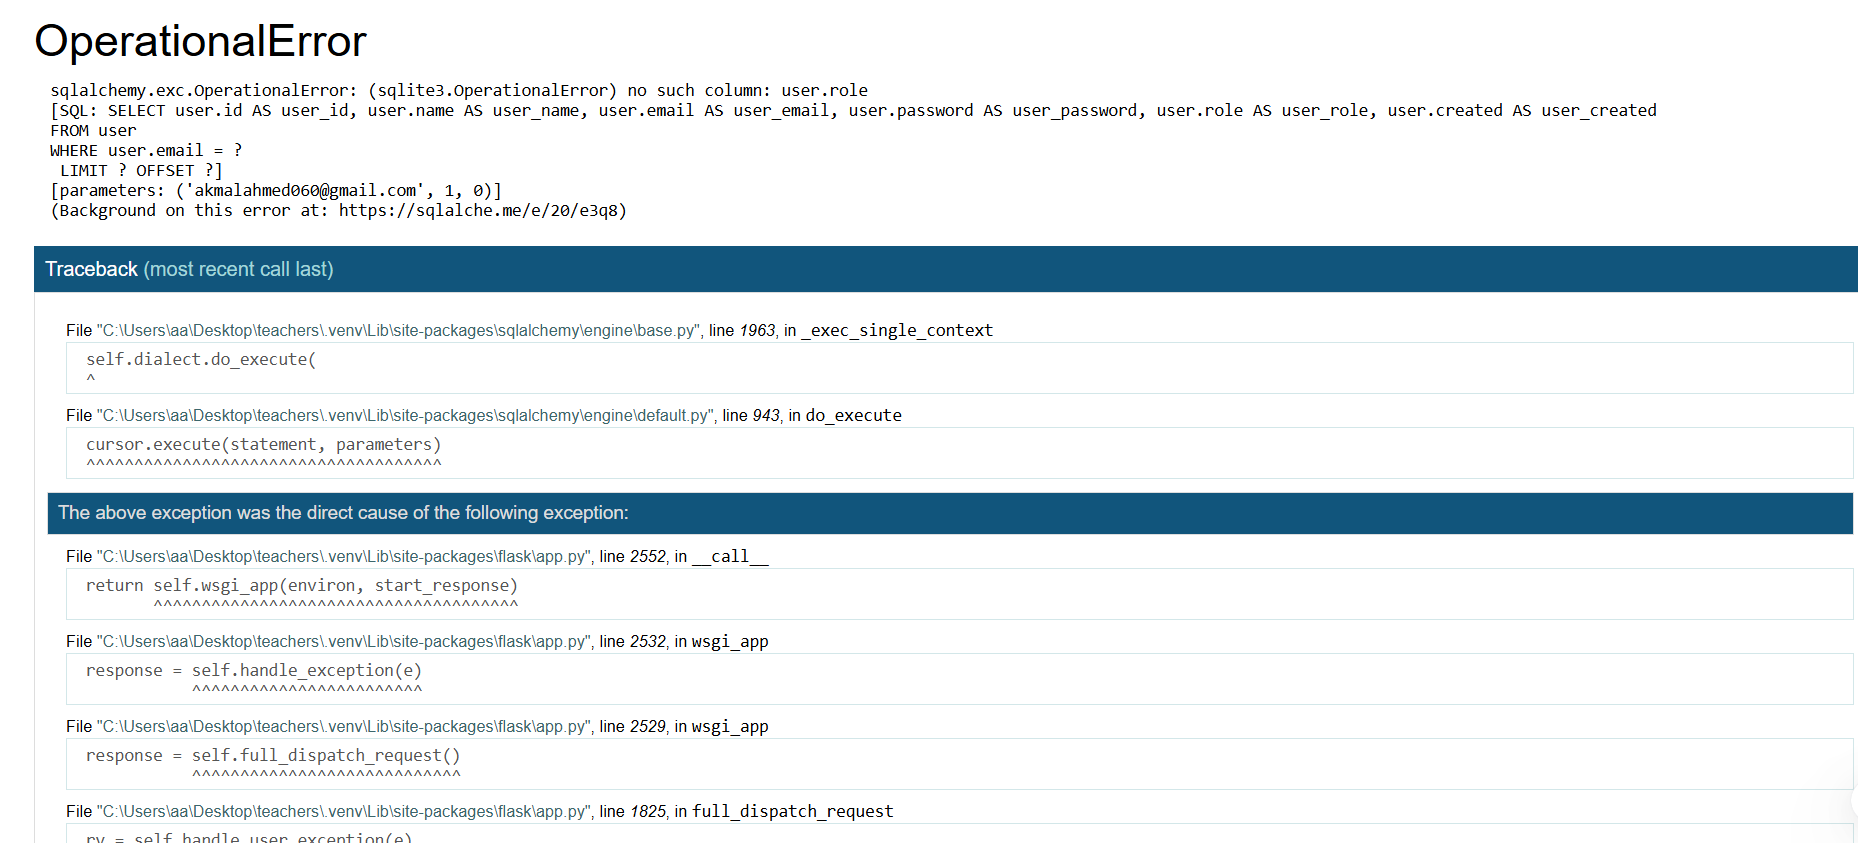 OperationalError
sqlalchemy.exc.OperationalError: (sqlite3.OperationalError) no such column: user.role
[SQL: SELECT user.id AS user_id, user.name AS user_name, user.email AS user_email, user.password AS user_password, user.role AS user_role, user.created AS user_created
FROM user
WHERE user.email = ?
 LIMIT ? OFFSET ?]
[parameters: ('akmalahmed060@gmail.com', 1, 0)]
(Background on this error at: https://sqlalche.me/e/20/e3q8)
Traceback (most recent call last)
File "C:\Users\aa\Desktop\teachers\.venv\Lib\site-packages\sqlalchemy\engine\base.py", line 1963, in _exec_single_context
self.dialect.do_execute(
^
File "C:\Users\aa\Desktop\teachers\.venv\Lib\site-packages\sqlalchemy\engine\default.py", line 943, in do_execute
cursor.execute(statement, parameters)
^^^^^^^^^^^^^^^^^^^^^^^^^^^^^^^^^^^^^
The above exception was the direct cause of the following exception:
File "C:\Users\aa\Desktop\teachers\.venv\Lib\site-packages\flask\app.py", line 2552, in __call__
return self.wsgi_app(environ, start_response)
       ^^^^^^^^^^^^^^^^^^^^^^^^^^^^^^^^^^^^^^
File "C:\Users\aa\Desktop\teachers\.venv\Lib\site-packages\flask\app.py", line 2532, in wsgi_app
response = self.handle_exception(e)
           ^^^^^^^^^^^^^^^^^^^^^^^^
File "C:\Users\aa\Desktop\teachers\.venv\Lib\site-packages\flask\app.py", line 2529, in wsgi_app
response = self.full_dispatch_request()
           ^^^^^^^^^^^^^^^^^^^^^^^^^^^^
File "C:\Users\aa\Desktop\teachers\.venv\Lib\site-packages\flask\app.py", line 1825, in full_dispatch_request
rv = self.handle_user_exception(e)